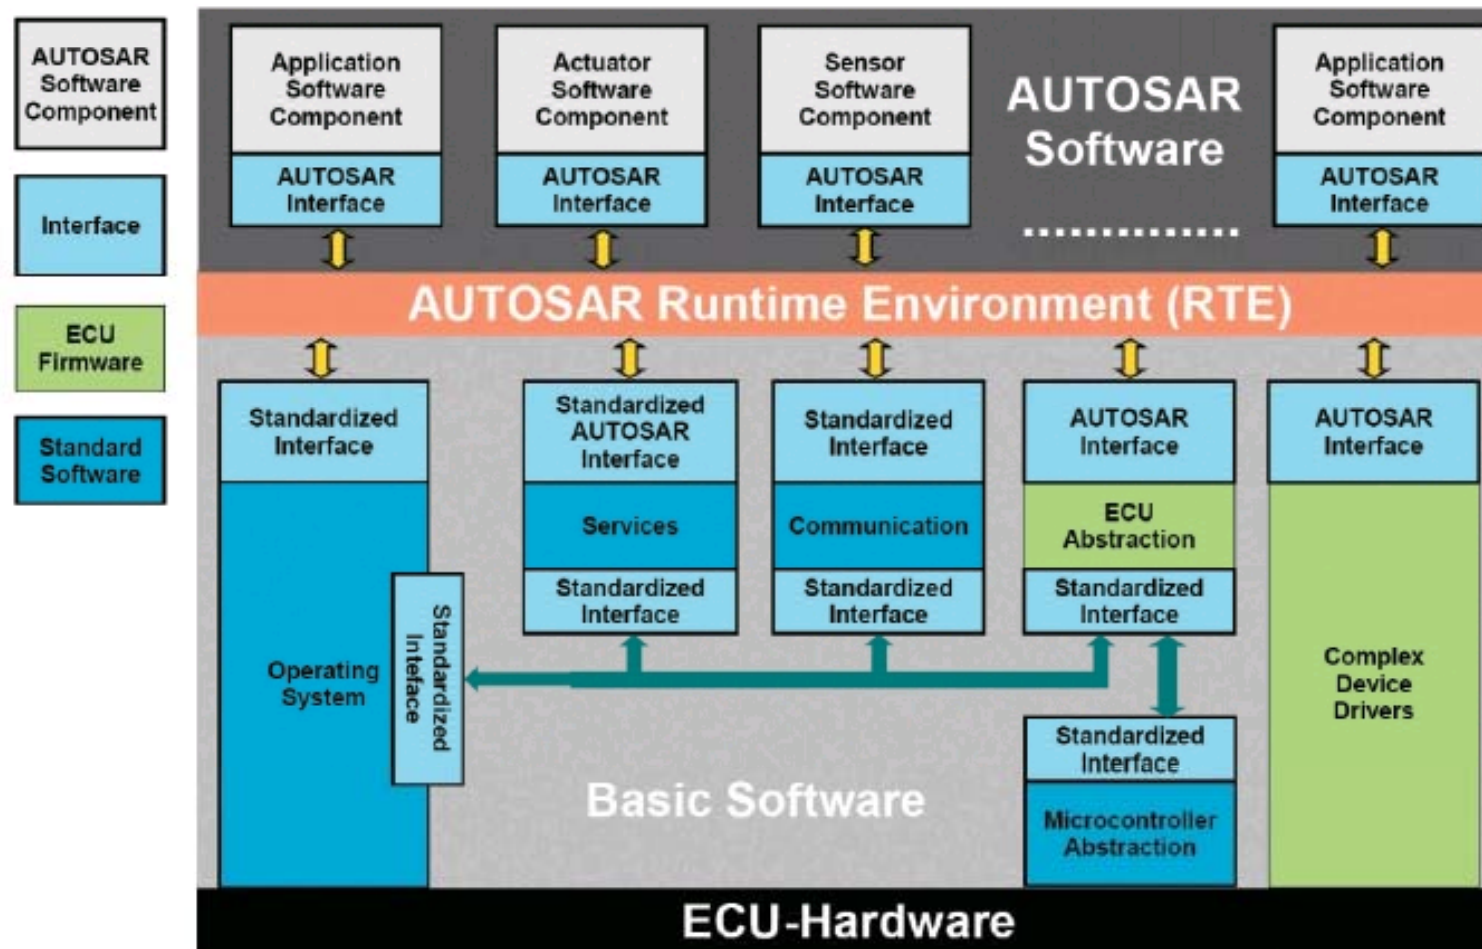 AUTOSAR
Software
Component
Interface
ECU
Firmware
Standard
Software
Application
Software
Component
AUTOSAR
Interface
Actuator
Software
Component
AUTOSAR
Interface
Sensor
Software
Component
AUTOSAR
Interface
AUTOSAR
Software
..............
Application
Software
Component
AUTOSAR
Interface
AUTOSAR Runtime Environment (RTE)
Standardized
Interface
Operating
System
Standardized
Inteface
Standardized
AUTOSAR
Interface
Services
Standardized
Interface
Standardized
Interface
Communication
Standardized
Interface
AUTOSAR
Interface
ECU
Abstraction
Standardized
Interface
Standardized
Interface
Microcontroller
Abstraction
AUTOSAR
Interface
Complex
Device
Drivers
Basic Software
ECU-Hardware